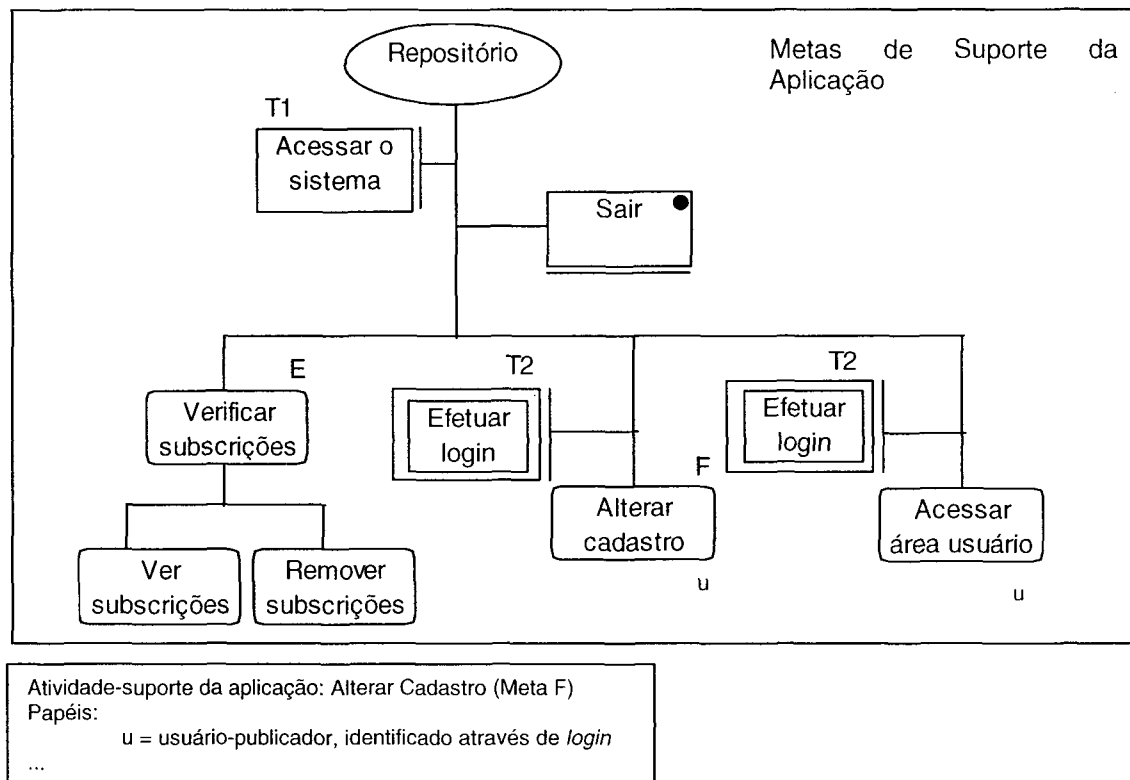 Repositório
Metas de Suporte da
Aplicação
T1
Acessar o
sistema
Sair
E
T2
T2
Verificar
subscrições
Efetuar
login
Efetuar
login
F
Alterar
cadastro
Acessar
área usuário
Ver
subscrições
Remover
subscrições
u
u
Atividade-suporte da aplicação: Alterar Cadastro (Meta F)
Papéis:
u = usuário-publicador, identificado através de login
...